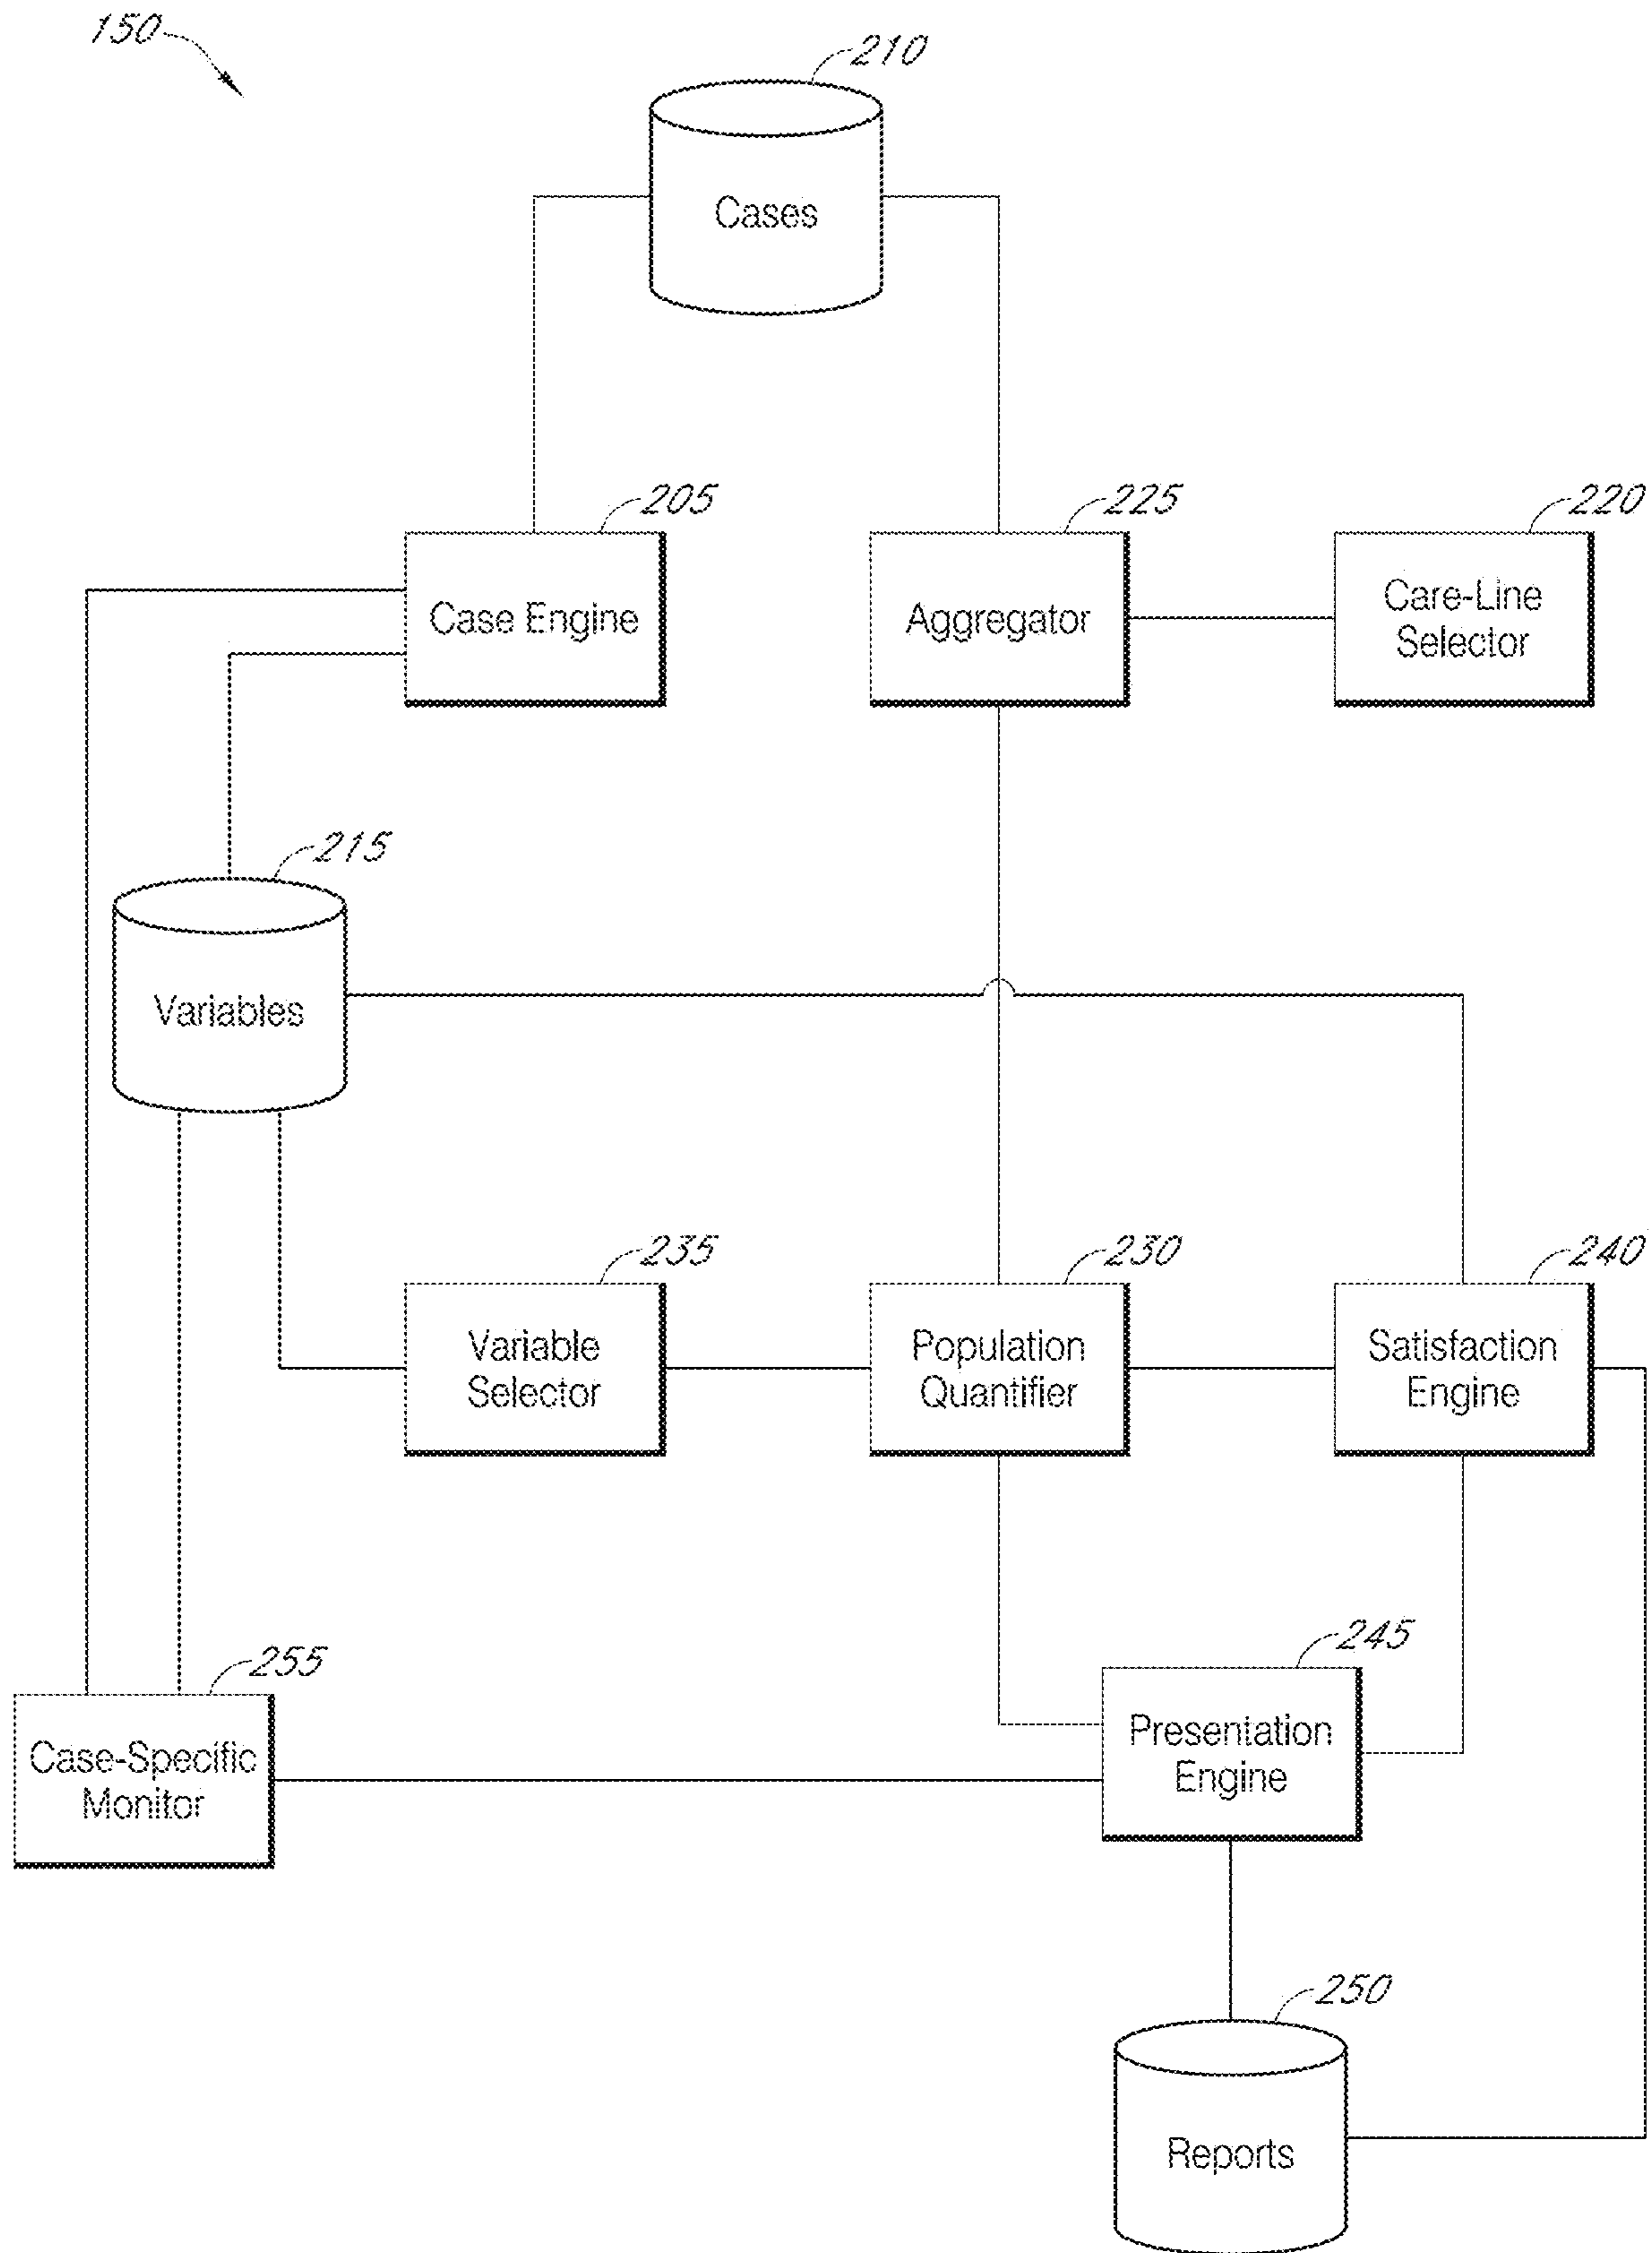 150
210
Cases
205
225
220
Case Engine
Aggregator
Care-Line
Selector
215
Variables
235
230
240
Variable
Selector
Population
Quantifier
Satisfaction
Engine
245
255
Presentation
Engine
Case-Specific
Monitor
250
Reports